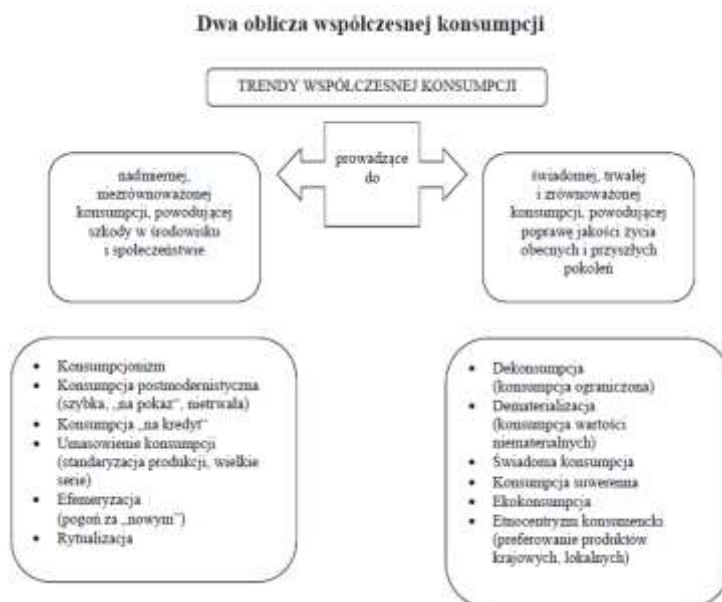 Dwa oblicza współczesnej konsumpcji
TRENDY WSPÓŁCZESNEJ KONSUMPCJI
prowadzące
do
nadmiernej,
niezrównoważonej
konsumpcji, powodującej
szkody w środowisku
i społeczeństwie
świadomej, trwałej
i zrównoważonej
konsumpcji, powodującej
poprawę jakości życia
obecnych i przyszłych
pokoleń
• Konsumpcjonizm
• Konsumpcja postmodernistyczna
(szybka, „na pokaz”, nietrwała)
• Konsumpcja „na kredyt”
• Umasowienie konsumpcji
(standaryzacja produkcji, wielkie
serie)
• Efemeryzacja
(pogoń za „nowym”)
• Rytualizacja
• Dekonsumpcja
(konsumpcja ograniczona)
• Dematerializacja
(konsumpcja wartości
niematerialnych)
• Świadoma konsumpcja
• Konsumpcja suwerenna
• Ekokonsumpcja
• Etnocentryzm konsumencki
(preferowanie produktów
krajowych, lokalnych)